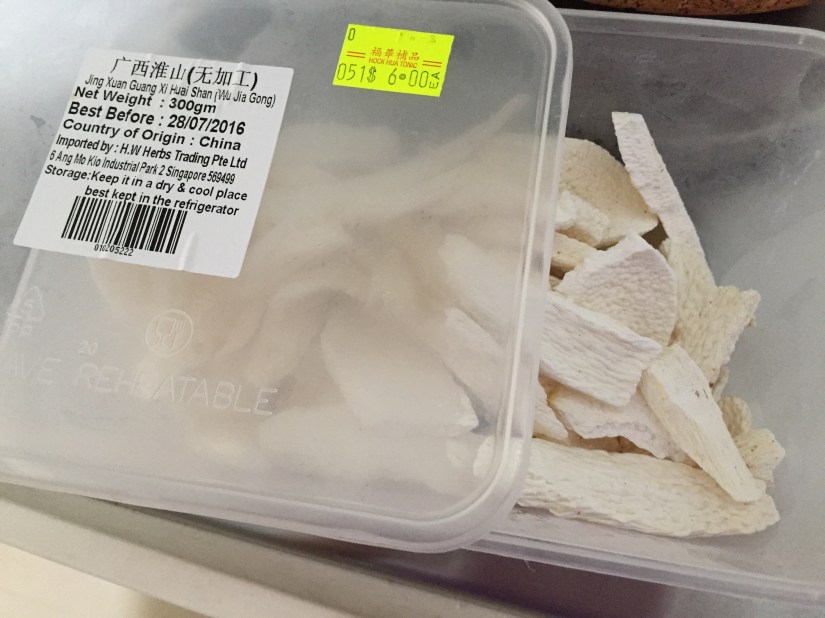 广西淮山(无加工)
Jing Xuan Guang Xi Huai Shan (Wu Jia Gong)
Net Weight : 300gm
Best Before : 28/07/2016
Country of Origin : China
Imported by : H.W Herbs Trading Pte Ltd
6 Ang Mo Kio Industrial Park 2 Singapore 569499
Storage:Keep it in a dry & cool place
best kept in the refrigerator
福華補品
HOCK HUA TONIC
051$ 6.00EA
REHEATABLE